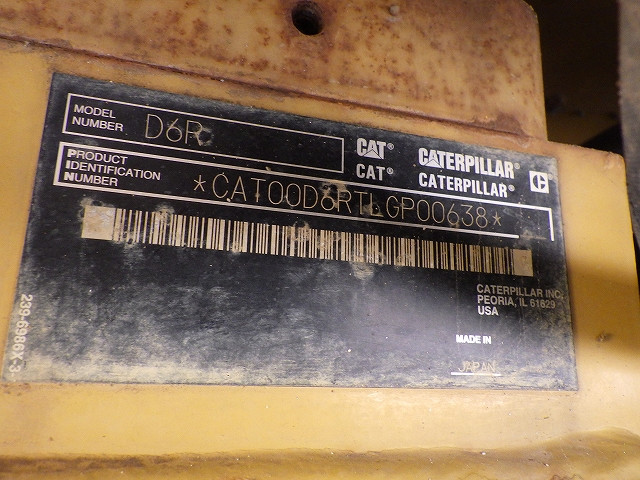 MODEL
NUMBER
D6R
CAT® CATERPILLAR®
CAT® CATERPILLAR®
PRODUCT
IDENTIFICATION
NUMBER
*CAT00D6RTLGP00638*
CATERPILLAR INC.
PEORIA, IL 61629
USA
MADE IN
JAPAN
239-6986X-3